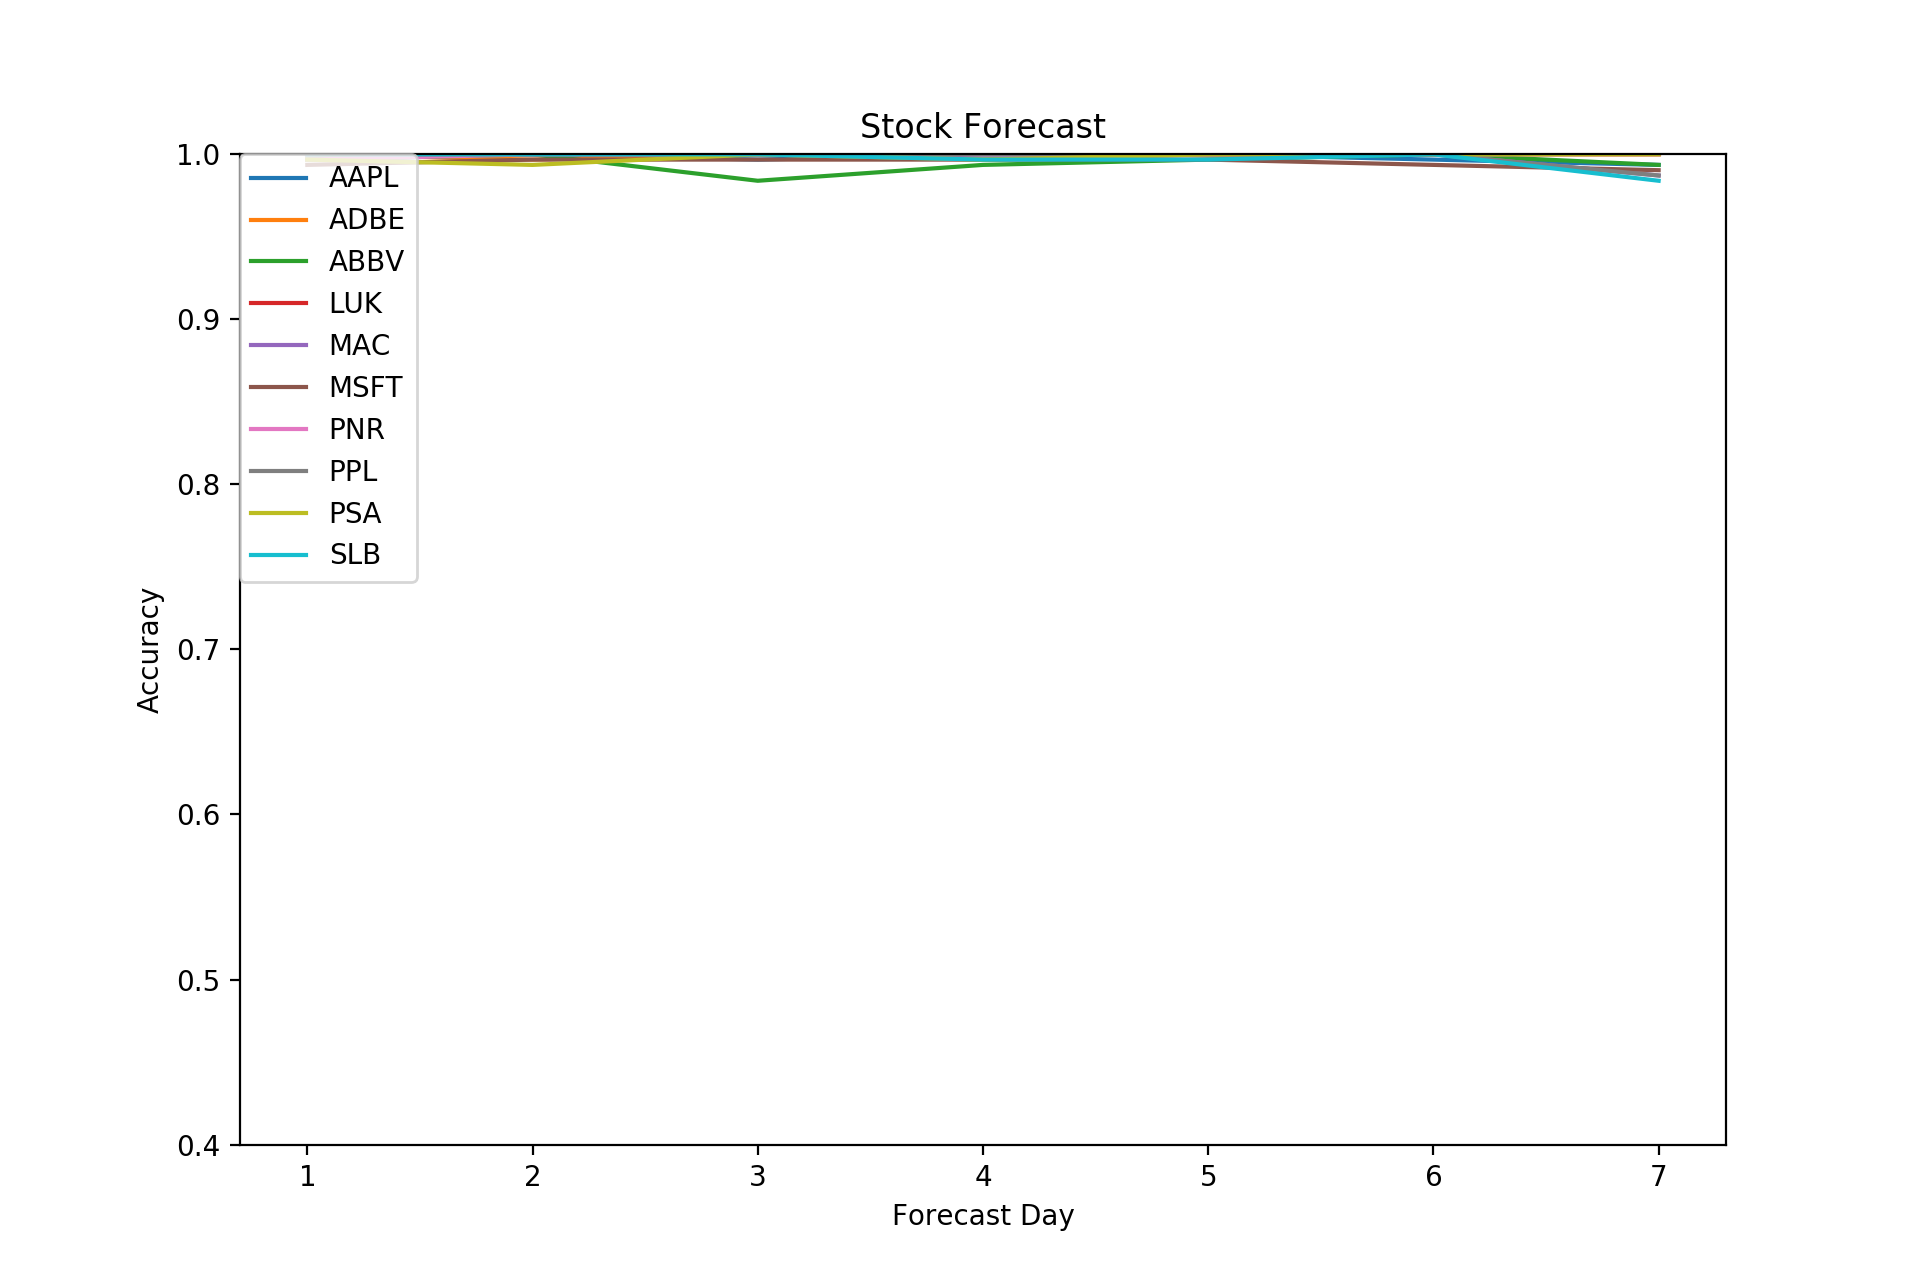 Stock Forecast
1.0
0.9
0.8
0.7
0.6
0.5
0.4
Accuracy
AAPL
ADBE
ABBV
LUK
MAC
MSFT
PNR
PPL
PSA
SLB
1 2 3 4 5 6 7
Forecast Day